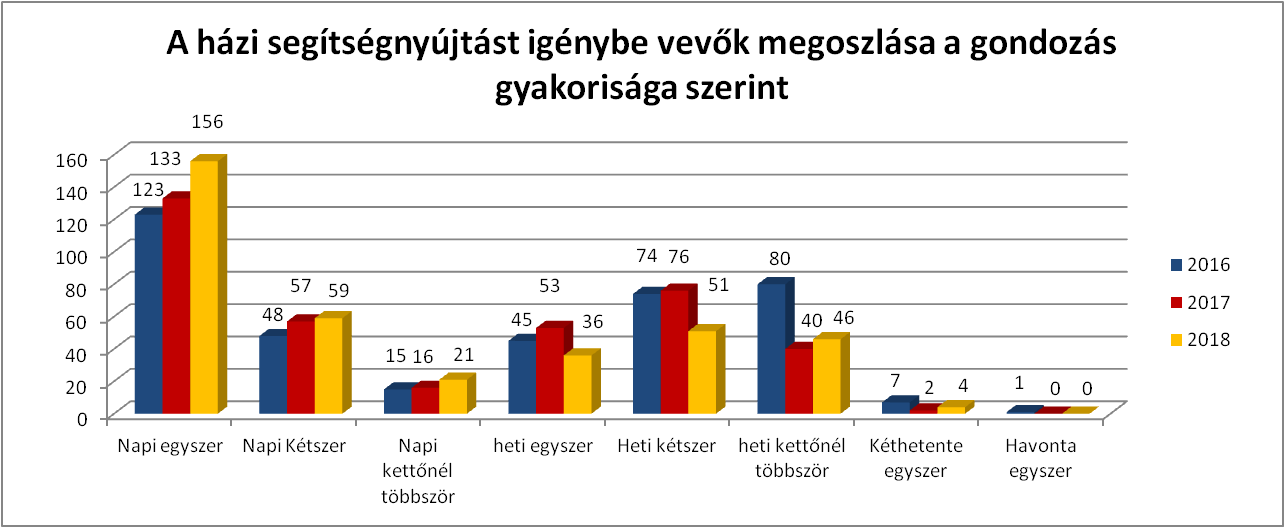 A házi segítségnyújtást igénybe vevők megoszlása a gondozás
gyakorisága szerint
160
140
120
100
80
60
40
20
0
123
133
156
48
57
59
15
16
21
45
53
36
74
76
51
80
40
46
7
2
4
1
0
0
Napi egyszer
Napi Kétszer
Napi
kettőnél
többször
heti egyszer
Heti kétszer
heti kettőnél
többször
Kéthetente
egyszer
Havonta
egyszer
2016
2017
2018